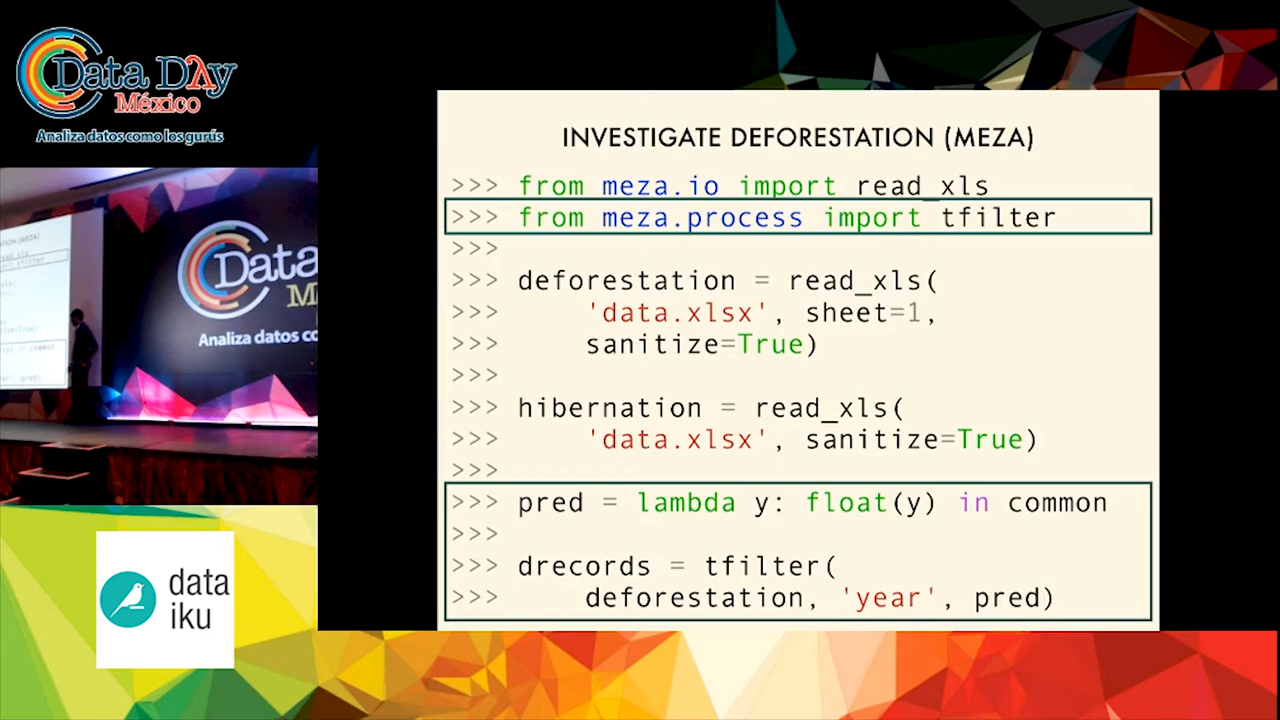 Data Day
México
Analiza datos como los gurús
INVESTIGATE DEFORESTATION (MEZA)
>>> from meza.io import read_xls
>>> from meza.process import tfilter
>>>
>>> deforestation = read_xls(
>>>     'data.xlsx', sheet=1,
>>>     sanitize=True)
>>>
>>> hibernation = read_xls(
>>>     'data.xlsx', sanitize=True)
>>>
>>> pred = lambda y: float(y) in common
>>>
>>> drecords = tfilter(
>>>     deforestation, 'year', pred)
Data
M
Analiza datos co
data
iku